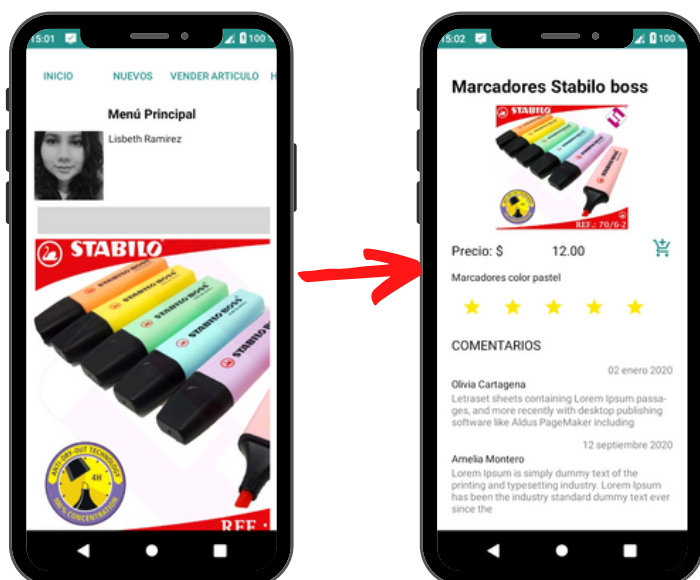 15:01
100
INICIO NUEVOS VENDER ARTICULO H
Menú Principal
Lisbeth Ramirez
STABILO
STABILO BOSS
STABILO BOSS
STABILO BOSS
STABILO BOSS
ANTI DRY-OUT TECHNOLOGY
4H
100% CONCENTRATION
REF.:
15:02
100
Marcadores Stabilo boss
STABILO
REF.: 70/6-2
Precio: $ 12.00
Marcadores color pastel
COMENTARIOS
02 enero 2020
Olivia Cartagena
Letraset sheets containing Lorem Ipsum passa-
ges, and more recently with desktop publishing
software like Aldus PageMaker including
12 septiembre 2020
Amelia Montero
Lorem Ipsum is simply dummy text of the
printing and typesetting industry. Lorem Ipsum
has been the industry standard dummy text ever
since the